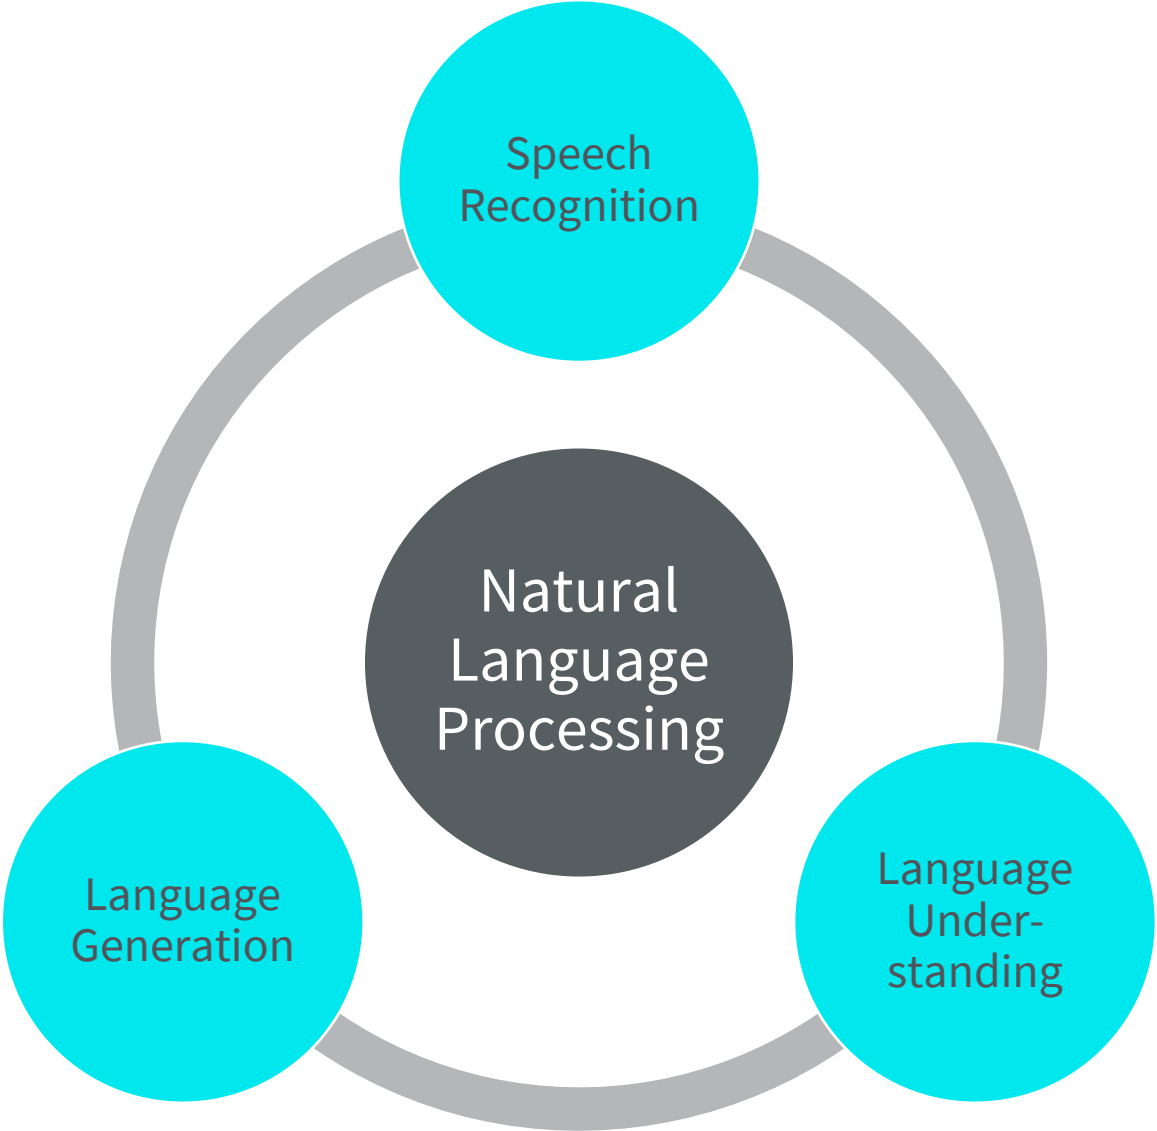 Speech
Recognition
Natural
Language
Processing
Language
Generation
Language
Under-
standing